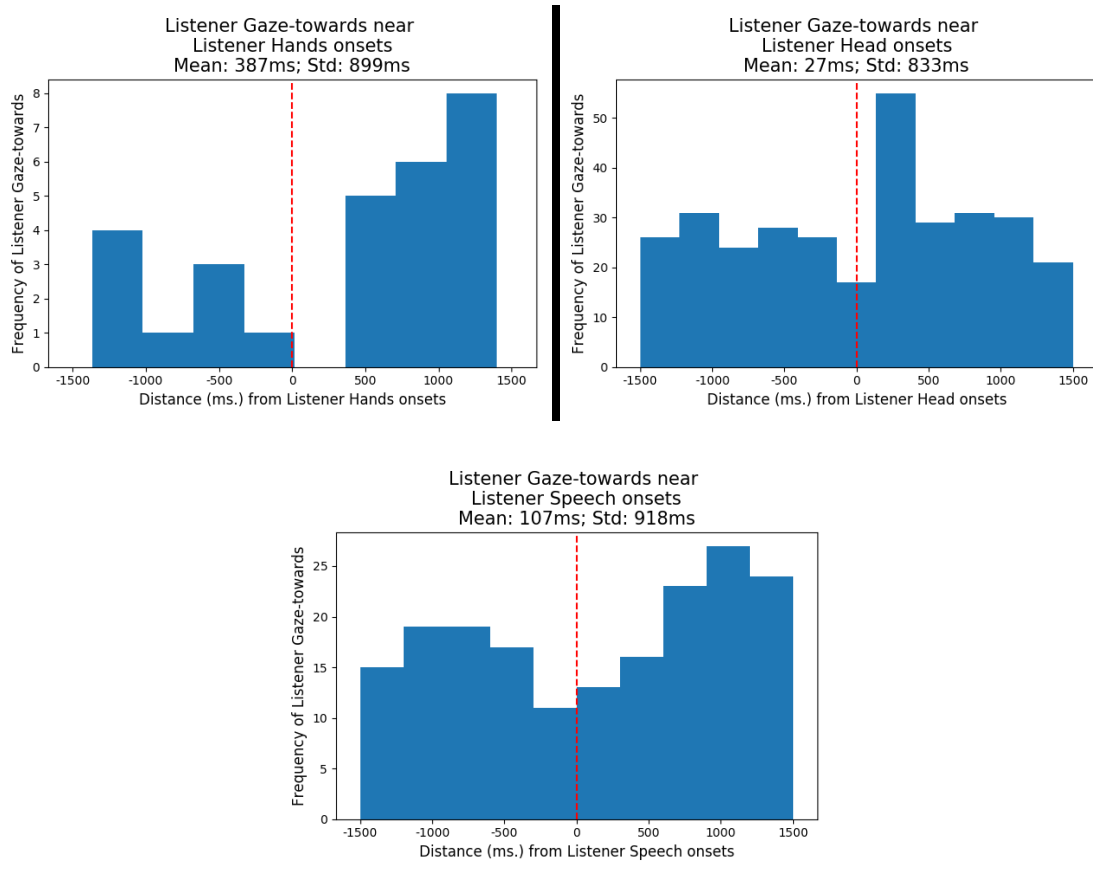 Listener Gaze-towards near
Listener Hands onsets
Mean: 387ms; Std: 899ms
Frequency of Listener Gaze-towards
8
7
6
5
4
3
2
1
0
-1500 -1000 -500 0 500 1000 1500
Distance (ms.) from Listener Hands onsets
Listener Gaze-towards near
Listener Head onsets
Mean: 27ms; Std: 833ms
Frequency of Listener Gaze-towards
50
40
30
20
10
0
-1500 -1000 -500 0 500 1000 1500
Distance (ms.) from Listener Head onsets
Listener Gaze-towards near
Listener Speech onsets
Mean: 107ms; Std: 918ms
Frequency of Listener Gaze-towards
25
20
15
10
5
0
-1500 -1000 -500 0 500 1000 1500
Distance (ms.) from Listener Speech onsets